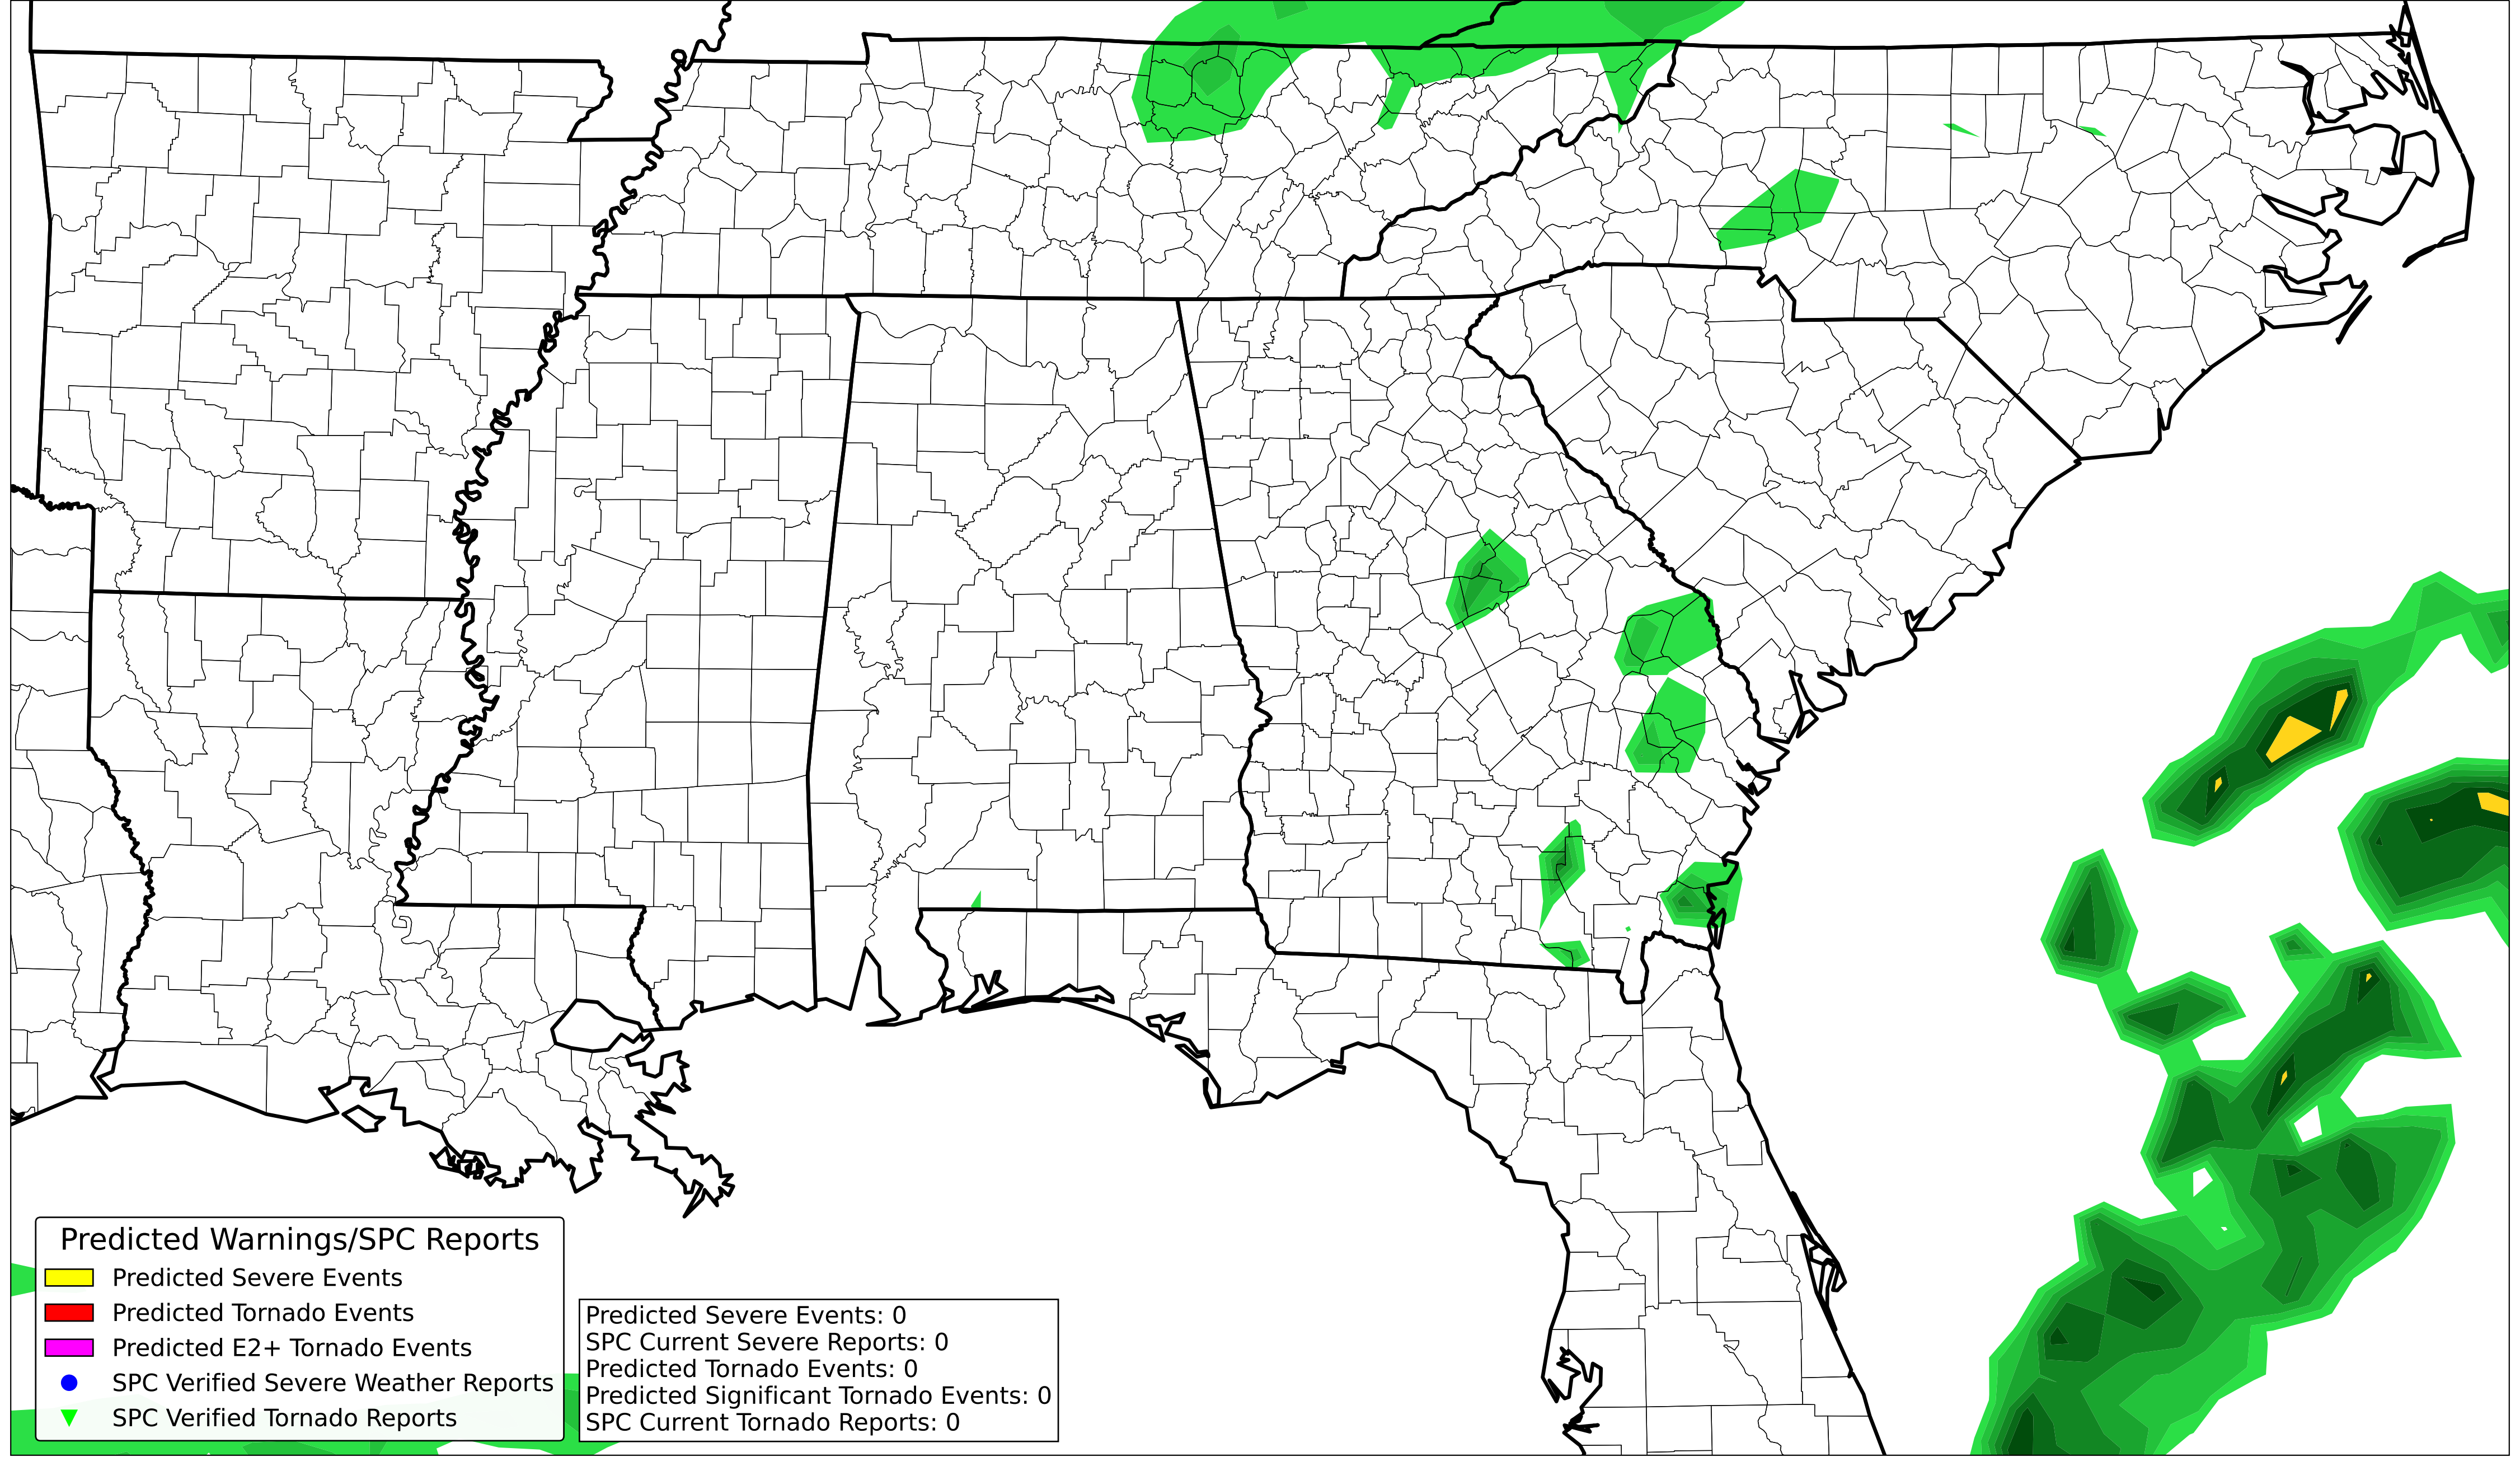 Predicted Warnings/SPC Reports
Predicted Severe Events
Predicted Tornado Events
Predicted E2+ Tornado Events
SPC Verified Severe Weather Reports
SPC Verified Tornado Reports
Predicted Severe Events: 0
SPC Current Severe Reports: 0
Predicted Tornado Events: 0
Predicted Significant Tornado Events: 0
SPC Current Tornado Reports: 0